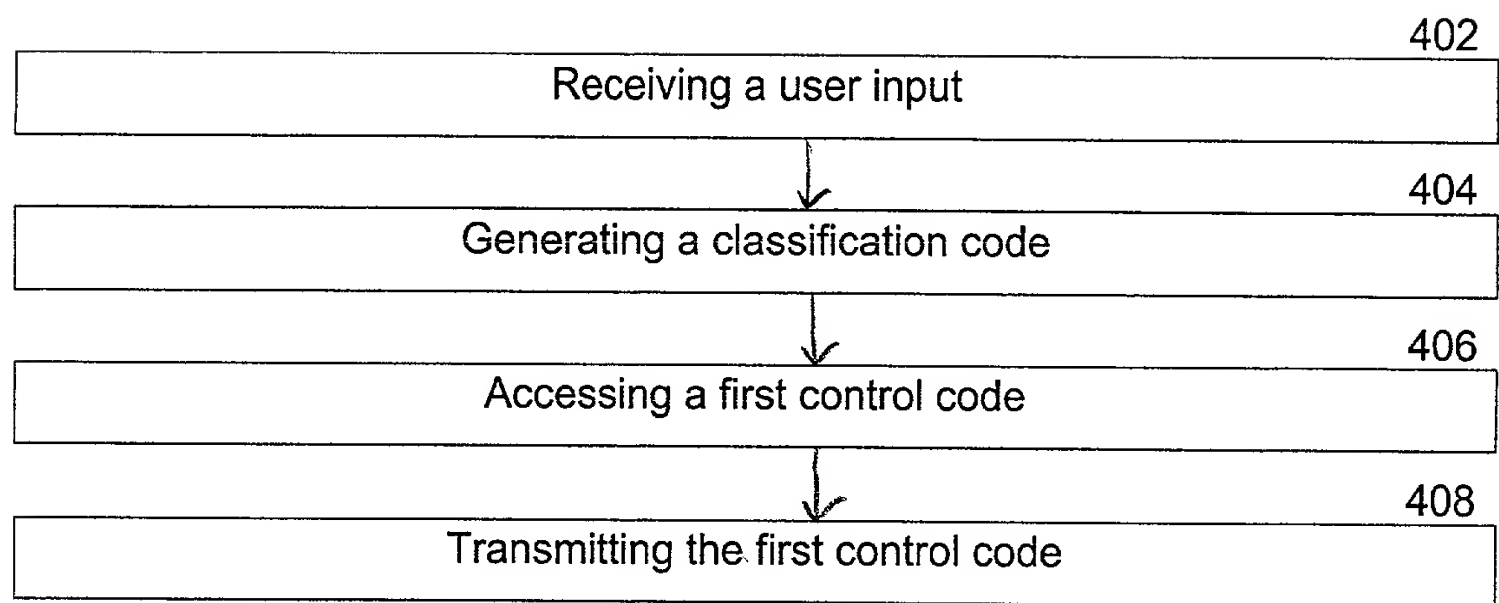 402
Receiving a user input
404
Generating a classification code
406
Accessing a first control code
408
Transmitting the first control code